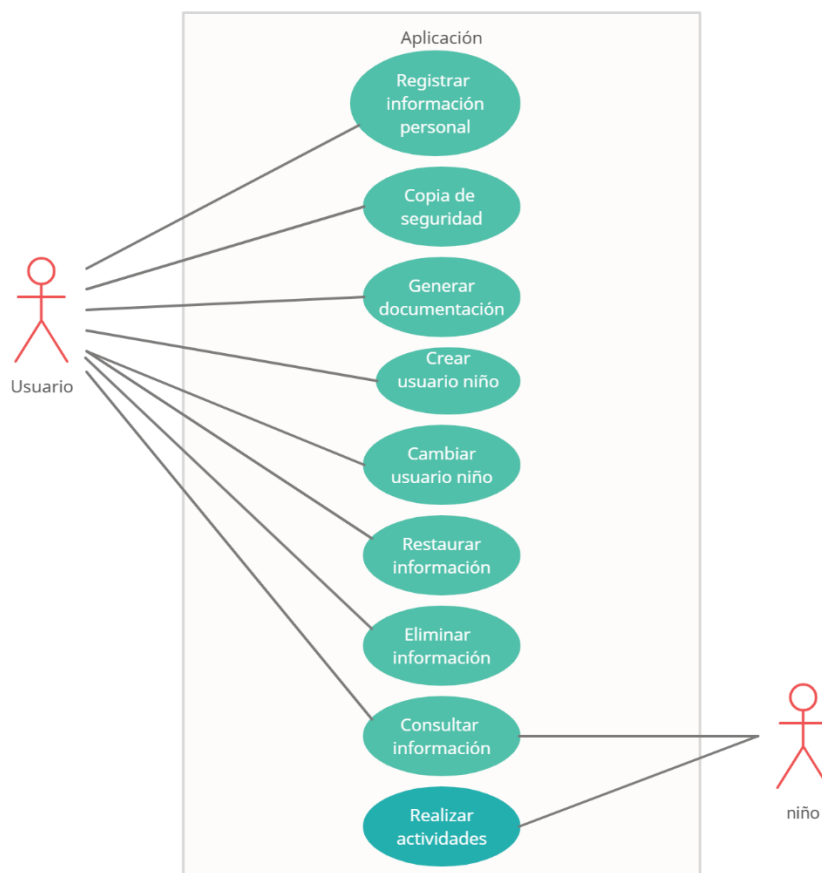 Aplicación
Registrar
información
personal
Copia de
seguridad
Generar
documentación
Crear
usuario niño
Usuario
Cambiar
usuario niño
Restaurar
información
Eliminar
información
Consultar
información
Realizar
actividades
niño